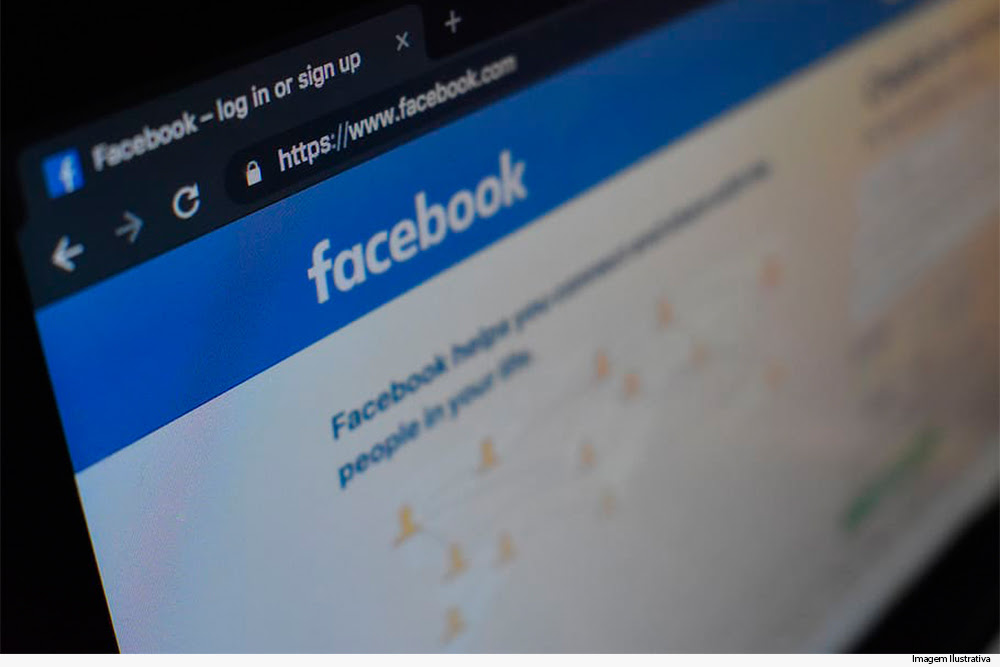 Facebook – log in or sign up
https://www.facebook.com
facebook
Facebook helps you connect
people in your life.
Imagem Ilustrativa